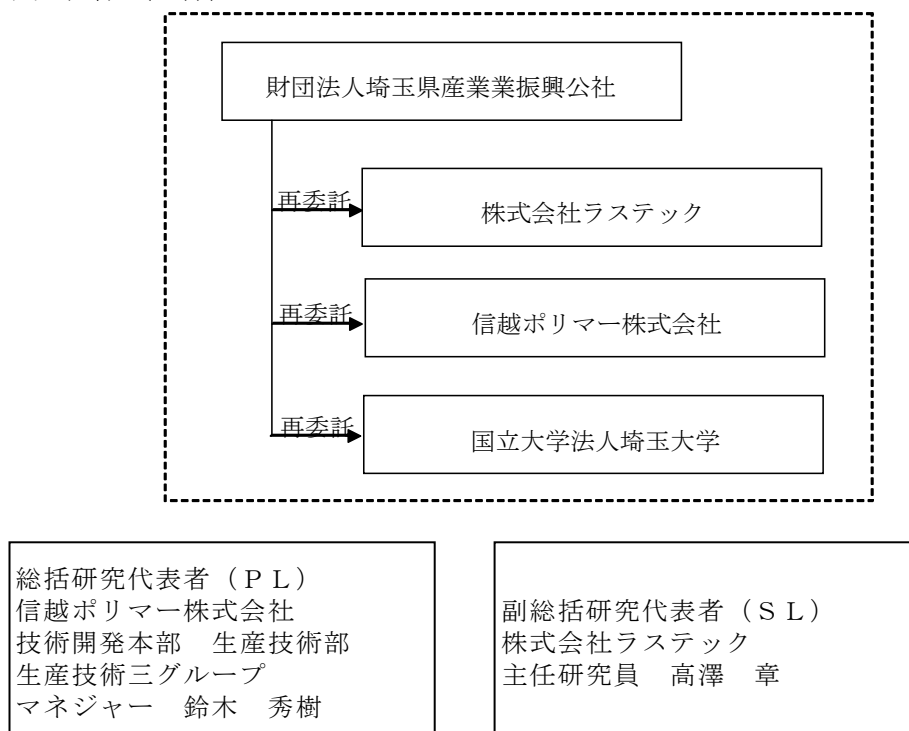 財団法人埼玉県産業業振興公社
再委託
株式会社ラステック
再委託
信越ポリマー株式会社
再委託
国立大学法人埼玉大学
総括研究代表者（ＰＬ）
信越ポリマー株式会社
技術開発本部　生産技術部
生産技術三グループ
マネジャー　鈴木　秀樹
副総括研究代表者（ＳＬ）
株式会社ラステック
主任研究員　高澤　章